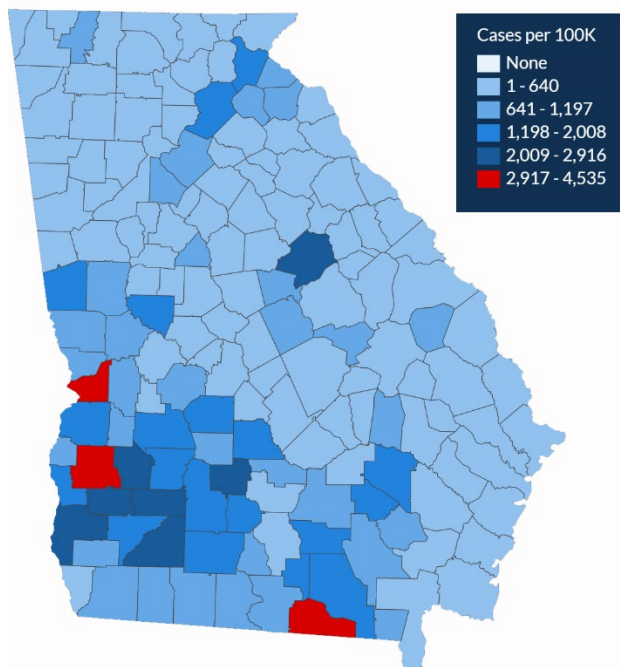 Cases per 100K
None
1 - 640
641 - 1,197
1,198 - 2,008
2,009 - 2,916
2,917 - 4,535